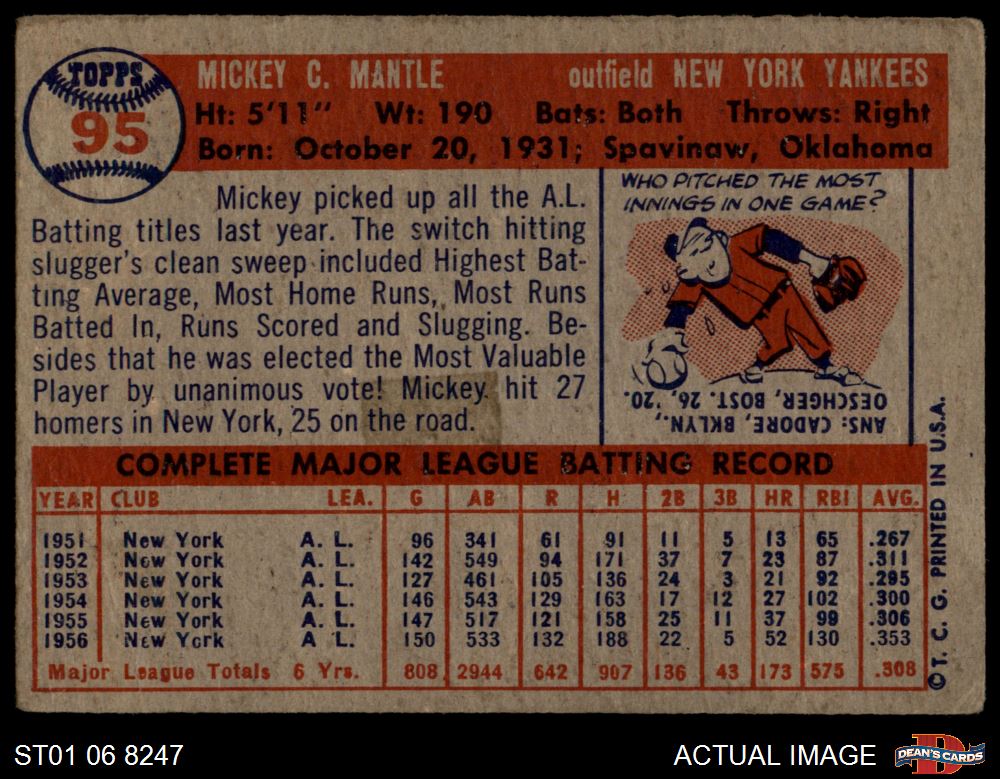 TOPPS
95
MICKEY C. MANTLE outfield NEW YORK YANKEES
Ht: 5'11" Wt: 190 Bats: Both Throws: Right
Born: October 20, 1931; Spavinaw, Oklahoma
Mickey picked up all the A.L.
Batting titles last year. The switch hitting
slugger's clean sweep included Highest Bat-
ting Average, Most Home Runs, Most Runs
Batted In, Runs Scored and Slugging. Be-
sides that he was elected the Most Valuable
Player by unanimous vote! Mickey hit 27
homers in New York, 25 on the road.
WHO PITCHED THE MOST
INNINGS IN ONE GAME?
ANS: CADORE, BKLYN.,
OESCHGER, BOST. 26, '20.
COMPLETE MAJOR LEAGUE BATTING RECORD
YEAR CLUB LEA. G AB R H 2B 3B HR RBI AVG.
1951 New York A. L. 96 341 61 91 11 5 13 65 .267
1952 New York A. L. 142 549 94 171 37 7 23 87 .311
1953 New York A. L. 127 461 105 136 24 3 21 92 .295
1954 New York A. L. 146 543 129 163 17 12 27 102 .300
1955 New York A. L. 147 517 121 158 25 11 37 99 .306
1956 New York A L. 150 533 132 188 22 5 52 130 .353
Major League Totals 6 Yrs. 808 2944 642 907 136 43 173 575 .308
© T. C. G. PRINTED IN U.S.A.
ST01 06 8247
ACTUAL IMAGE
D
DEAN'S CARDS